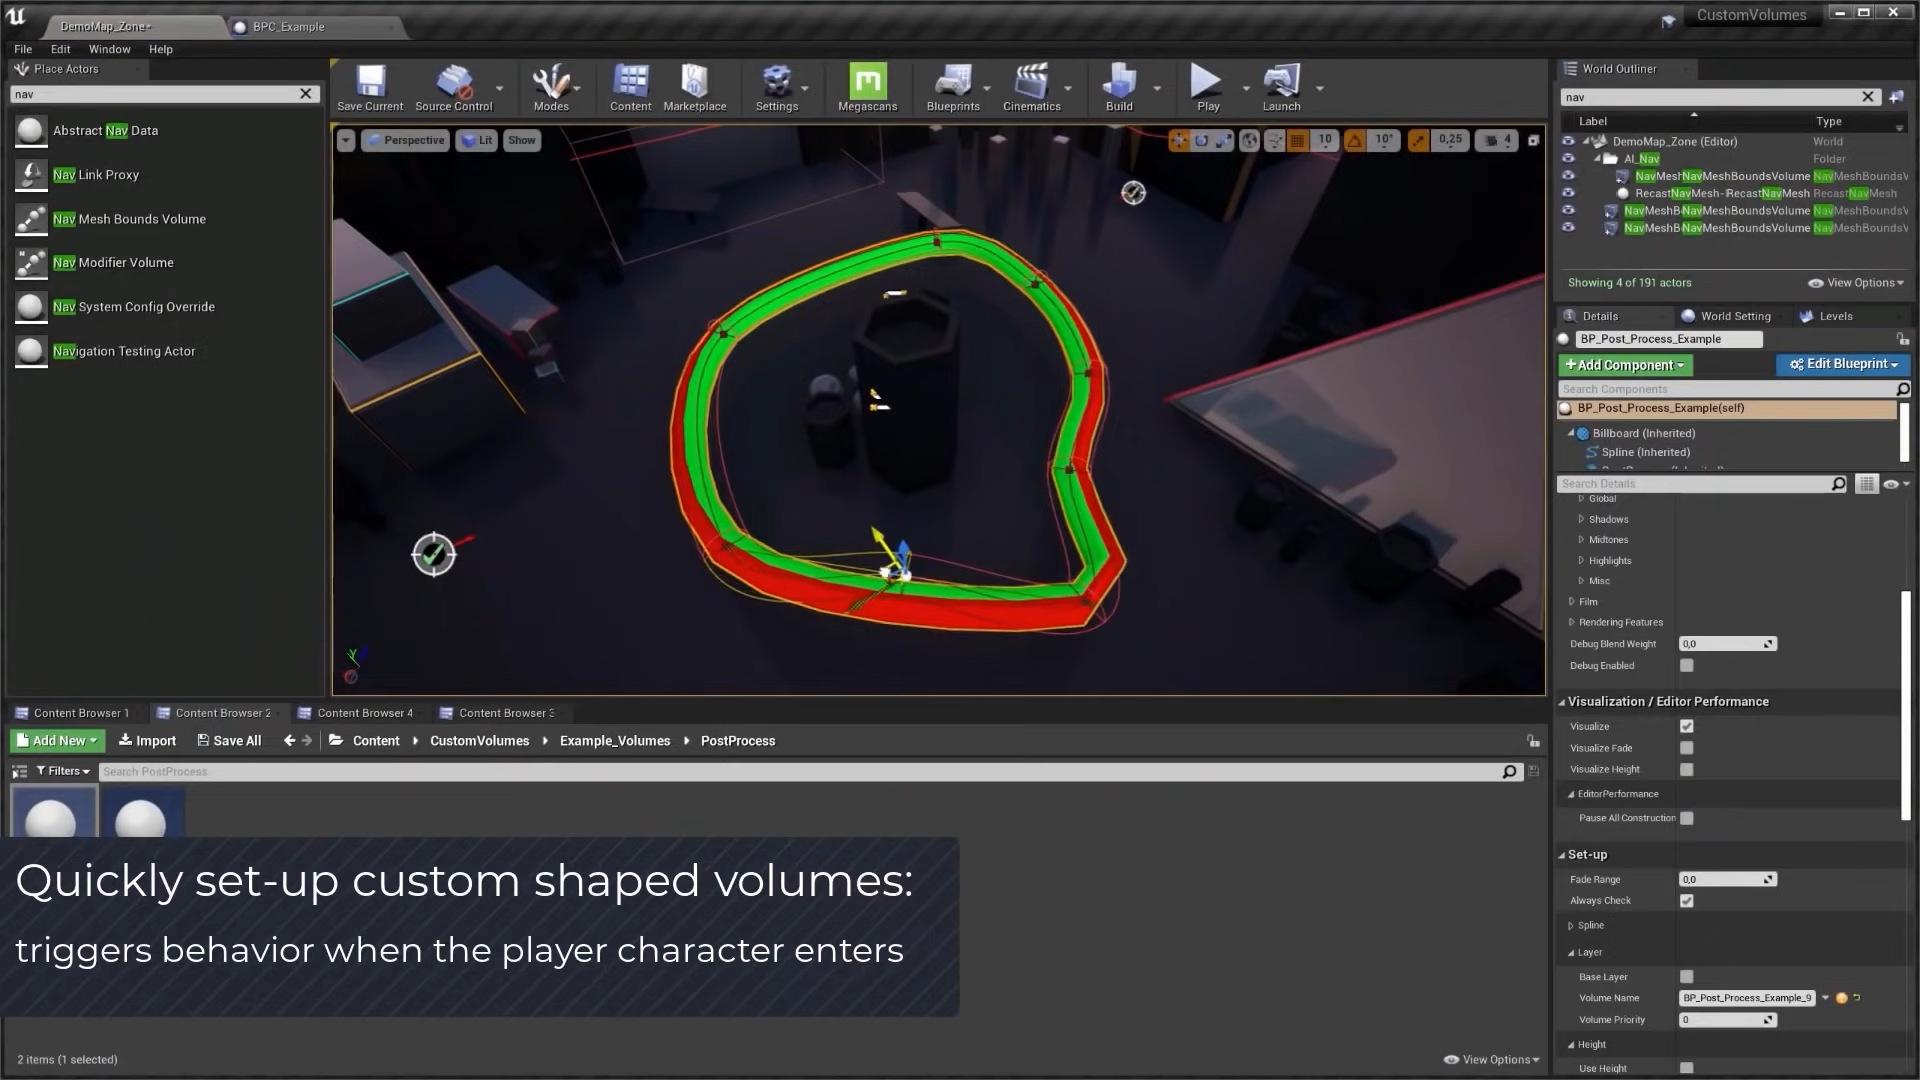 DemoMap_Zone•
BPC_Example
CustomVolumes
File Edit Window Help
Place Actors
nav
Abstract Nav Data
Nav Link Proxy
Nav Mesh Bounds Volume
Nav Modifier Volume
Nav System Config Override
Navigation Testing Actor
Save Current
Source Control
Modes
Content
Marketplace
Settings
Megascans
Blueprints
Cinematics
Build
Play
Launch
Perspective
Lit
Show
10
10°
0,25
4
World Outliner
nav
Label Type
DemoMap_Zone (Editor) World
AI_Nav Folder
NavMeshNavMeshBoundsVolume NavMeshBoundsV
RecastNavMesh-RecastNavMesh RecastNavMesh
NavMeshBNavMeshBoundsVolume NavMeshBoundsV
NavMeshBNavMeshBoundsVolume NavMeshBoundsV
Showing 4 of 191 actors
View Options
Details
World Setting
Levels
BP_Post_Process_Example
+Add Component
Edit Blueprint
Search Components
BP_Post_Process_Example(self)
Billboard (Inherited)
Spline (Inherited)
Search Details
Global
Shadows
Midtones
Highlights
Misc
Film
Rendering Features
Debug Blend Weight 0,0
Debug Enabled
Visualization / Editor Performance
Visualize
Visualize Fade
Visualize Height
EditorPerformance
Pause All Construction
Set-up
Fade Range 0,0
Always Check
Spline
Layer
Base Layer
Volume Name BP_Post_Process_Example_9
Volume Priority 0
Height
Use Height
Content Browser 1
Content Browser 2
Content Browser 4
Content Browser 3
Add New
Import
Save All
Content
CustomVolumes
Example_Volumes
PostProcess
Filters
Search PostProcess
Quickly set-up custom shaped volumes:
triggers behavior when the player character enters
2 items (1 selected)
View Options